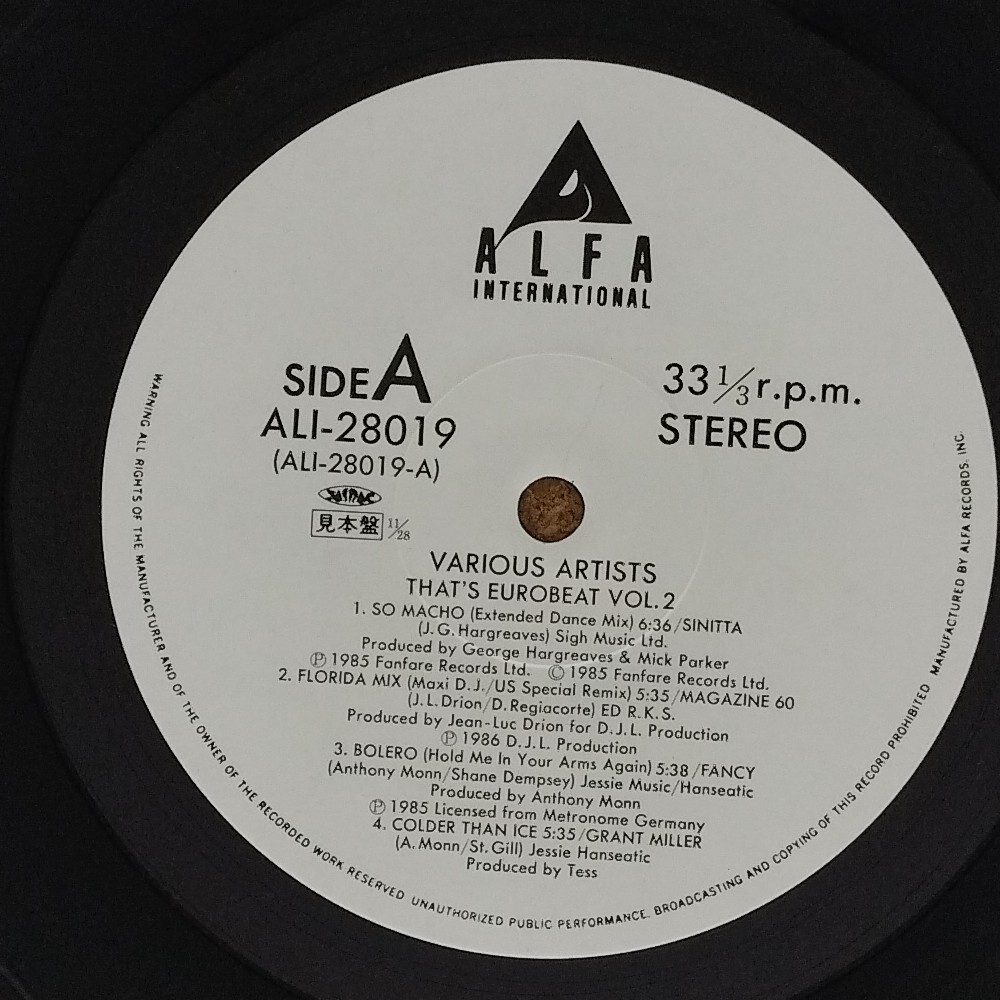 ALFA
INTERNATIONAL
SIDE A
ALI-28019
(ALI-28019-A)
33 1/3 r.p.m.
STEREO
見本盤 11/28
VARIOUS ARTISTS
THAT'S EUROBEAT VOL.2
1. SO MACHO (Extended Dance Mix) 6:36/SINITTA
(J.G.Hargreaves) Sigh Music Ltd.
Produced by George Hargreaves & Mick Parker
Ⓟ 1985 Fanfare Records Ltd. © 1985 Fanfare Records Ltd.
2. FLORIDA MIX (Maxi D.J./US Special Remix) 5:35/MAGAZINE 60
(J.L.Drion/D.Regiacorte) ED R.K.S.
Produced by Jean-Luc Drion for D.J.L. Production
Ⓟ 1986 D.J.L. Production
3. BOLERO (Hold Me In Your Arms Again) 5:38/FANCY
(Anthony Monn/Shane Dempsey) Jessie Music/Hanseatic
Produced by Anthony Monn
Ⓟ 1985 Licensed from Metronome Germany
4. COLDER THAN ICE 5:35/GRANT MILLER
(A.Monn/St.Gill) Jessie Hanseatic
Produced by Tess
WARNING ALL RIGHTS OF THE MANUFACTURER AND OF THE OWNER OF THE RECORDED WORK RESERVED UNAUTHORIZED PUBLIC PERFORMANCE. BROADCASTING AND COPYING OF THIS RECORD PROHIBITED MANUFACTURED BY ALFA RECORDS, INC.